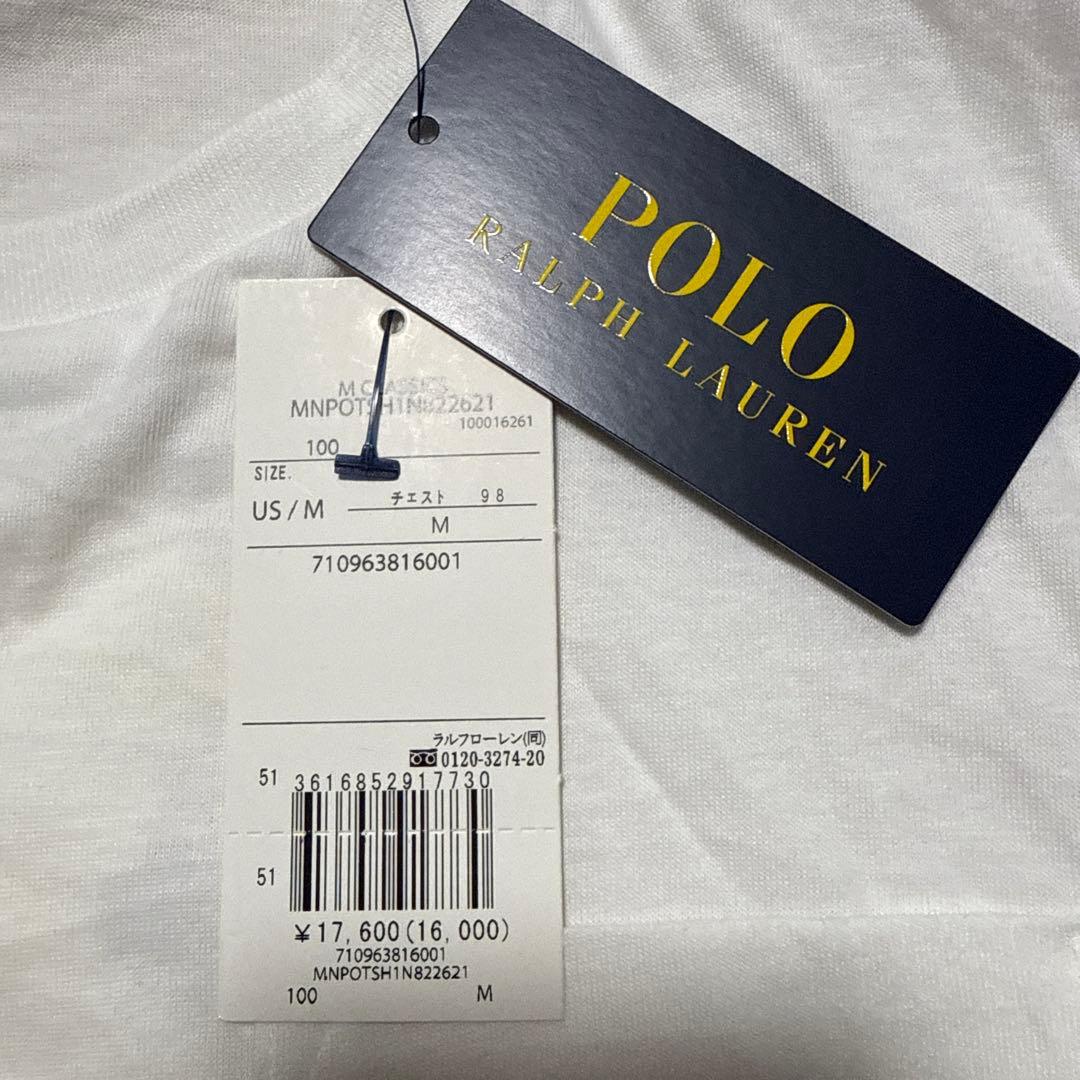 POLO
RALPH LAUREN
M CLASSICS
MNPOTSH1N822621
100016261
100
SIZE.
US / M
チェスト 98
M
710963816001
ラルフローレン(同)
0120-3274-20
51
3616852917730
51
¥17,600(16,000)
710963816001
MNPOTSH1N822621
100 M